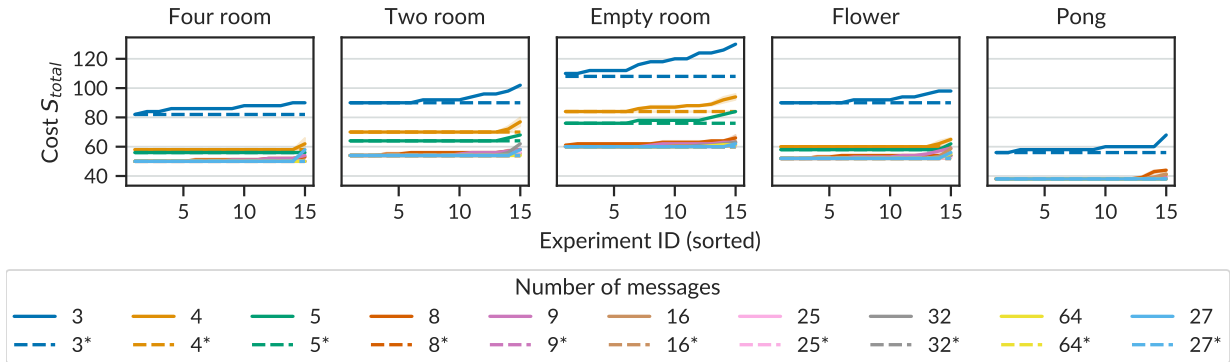 Four room Two room Empty room Flower Pong
Cost S_total
120
100
80
60
40
5 10 15 5 10 15 5 10 15 5 10 15 5 10 15
Experiment ID (sorted)
Number of messages
3 4 5 8 9 16 25 32 64 27
3* 4* 5* 8* 9* 16* 25* 32* 64* 27*